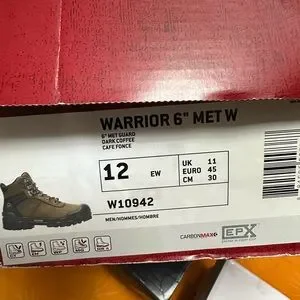 WARRIOR 6" MET W
6" MET GUARD
DARK COFFEE
CAFE FONCE
12 EW
UK 11
EURO 45
CM 30
W10942
MEN/HOMMES/HOMBRE
CARBONMAX
EPX